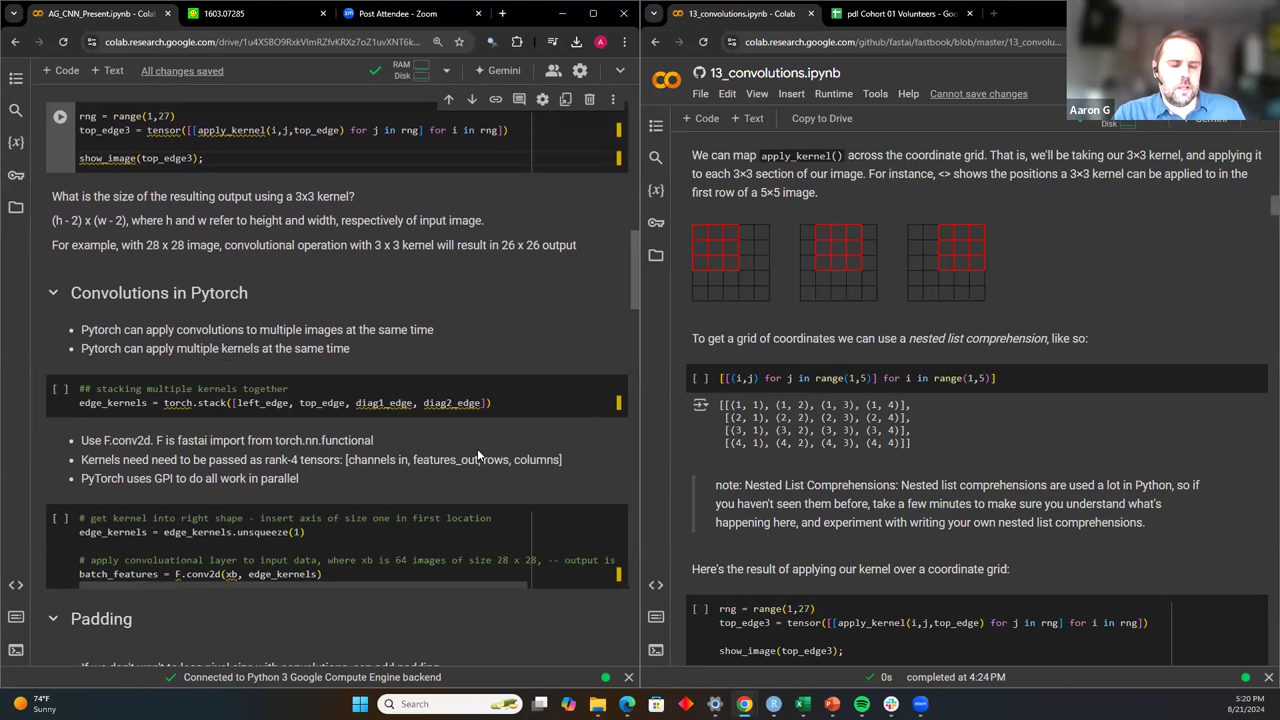 AG_CNN_Present.ipynb - Colab
1603.07285
Post Attendee - Zoom
colab.research.google.com/drive/1u4XSBO9RxkVlmRZfvKRXz7oZ1uvXNT6k...
+ Code + Text All changes saved
RAM
Disk
Gemini
rng = range(1,27)
top_edge3 = tensor([[apply_kernel(i,j,top_edge) for j in rng] for i in rng])
show_image(top_edge3);
What is the size of the resulting output using a 3x3 kernel?
(h - 2) x (w - 2), where h and w refer to height and width, respectively of input image.
For example, with 28 x 28 image, convolutional operation with 3 x 3 kernel will result in 26 x 26 output
Convolutions in Pytorch
Pytorch can apply convolutions to multiple images at the same time
Pytorch can apply multiple kernels at the same time
[ ] ## stacking multiple kernels together
edge_kernels = torch.stack([left_edge, top_edge, diag1_edge, diag2_edge])
Use F.conv2d. F is fastai import from torch.nn.functional
Kernels need need to be passed as rank-4 tensors: [channels in, features_out, rows, columns]
PyTorch uses GPI to do all work in parallel
[ ] # get kernel into right shape - insert axis of size one in first location
edge_kernels = edge_kernels.unsqueeze(1)
# apply convoluational layer to input data, where xb is 64 images of size 28 x 28, -- output is
batch_features = F.conv2d(xb, edge_kernels)
Padding
If we don't want to lose pixel size with convolutions, can add padding
Connected to Python 3 Google Compute Engine backend
13_convolutions.ipynb - Colab
pdl Cohort 01 Volunteers - Goo
colab.research.google.com/github/fastai/fastbook/blob/master/13_convolu...
13_convolutions.ipynb
File Edit View Insert Runtime Tools Help Cannot save changes
+ Code + Text Copy to Drive
Disk
Aaron G
We can map apply_kernel() across the coordinate grid. That is, we'll be taking our 3×3 kernel, and applying it
to each 3×3 section of our image. For instance, <> shows the positions a 3×3 kernel can be applied to in the
first row of a 5×5 image.
To get a grid of coordinates we can use a nested list comprehension, like so:
[ ] [[(i,j) for j in range(1,5)] for i in range(1,5)]
[[(1, 1), (1, 2), (1, 3), (1, 4)],
[(2, 1), (2, 2), (2, 3), (2, 4)],
[(3, 1), (3, 2), (3, 3), (3, 4)],
[(4, 1), (4, 2), (4, 3), (4, 4)]]
note: Nested List Comprehensions: Nested list comprehensions are used a lot in Python, so if
you haven't seen them before, take a few minutes to make sure you understand what's
happening here, and experiment with writing your own nested list comprehensions.
Here's the result of applying our kernel over a coordinate grid:
[ ] rng = range(1,27)
top_edge3 = tensor([[apply_kernel(i,j,top_edge) for j in rng] for i in rng])
show_image(top_edge3);
0s completed at 4:24 PM
74°F
Sunny
Search
5:20 PM
8/21/2024